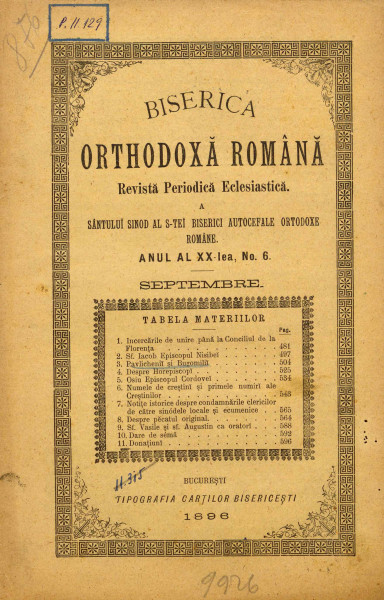 P. II 129
876
BISERICA
ORTHODOXĂ ROMÂNĂ
Revistă Periodică Eclesiastică.
A
SÂNTULUI SINOD AL S-TEI BISERICI AUTOCEFALE ORTODOXE
ROMÂNE.
ANUL AL XX-lea, No. 6.
SEPTEMBRE.
TABELA MATERIILOR
Pag.
1. Incercările de unire până la Conciliul de la
Florența . . . 481
2. Sf. Iacob Episcopul Nisibei . . . 497
3. Pavlichenii si Bogomilii . . . 504
4. Despre Horepiscopi . . . 525
5. Osiu Episcopul Cordovei . . . 534
6. Numele de creștini și primele numiri ale
Creștinilor . . . 543
7. Notițe istorice despre condamnările clericilor
de către sinódele locale și ecumenice . . . 565
8. Despre păcatul original . . . 564
9. Sf. Vasile și sf. Augustin ca oratori . . . 588
10. Dare de sémă . . . 592
11. Donațiuni . . . 596
BUCUREȘTI
TIPOGRAFIA CĂRȚILOR BISERICEȘTI
1896
9926